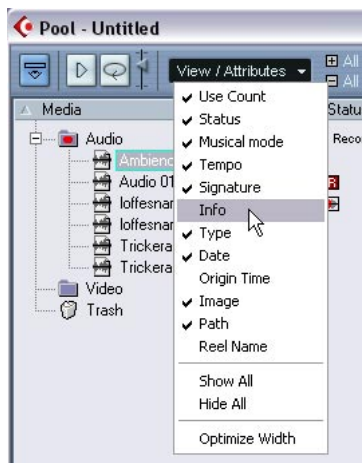 Pool - Untitled
View / Attributes
All
All
Media
Status
Use Count
Status
Musical mode
Tempo
Signature
Info
Type
Date
Origin Time
Image
Path
Reel Name
Show All
Hide All
Optimize Width
Audio
Ambienc
Audio 01
loffesnar
loffesnar
Trickera
Trickera
Video
Trash
Reco